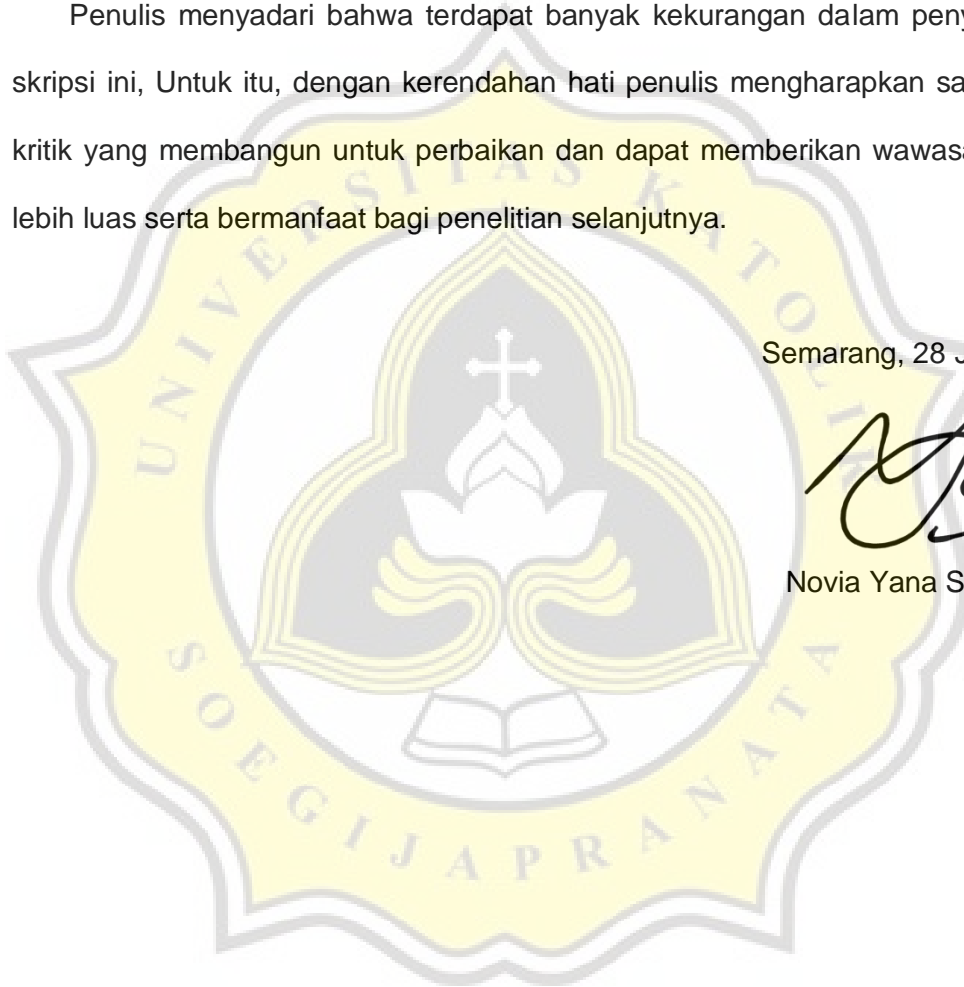 Penulis menyadari bahwa terdapat banyak kekurangan dalam peny
skripsi ini, Untuk itu, dengan kerendahan hati penulis mengharapkan sa
kritik yang membangun untuk perbaikan dan dapat memberikan wawasa
lebih luas serta bermanfaat bagi penelitian selanjutnya.
UNIVERSITAS KATOLIK
Semarang, 28 J
Novia Yana S
SOEGIJAPRANATA